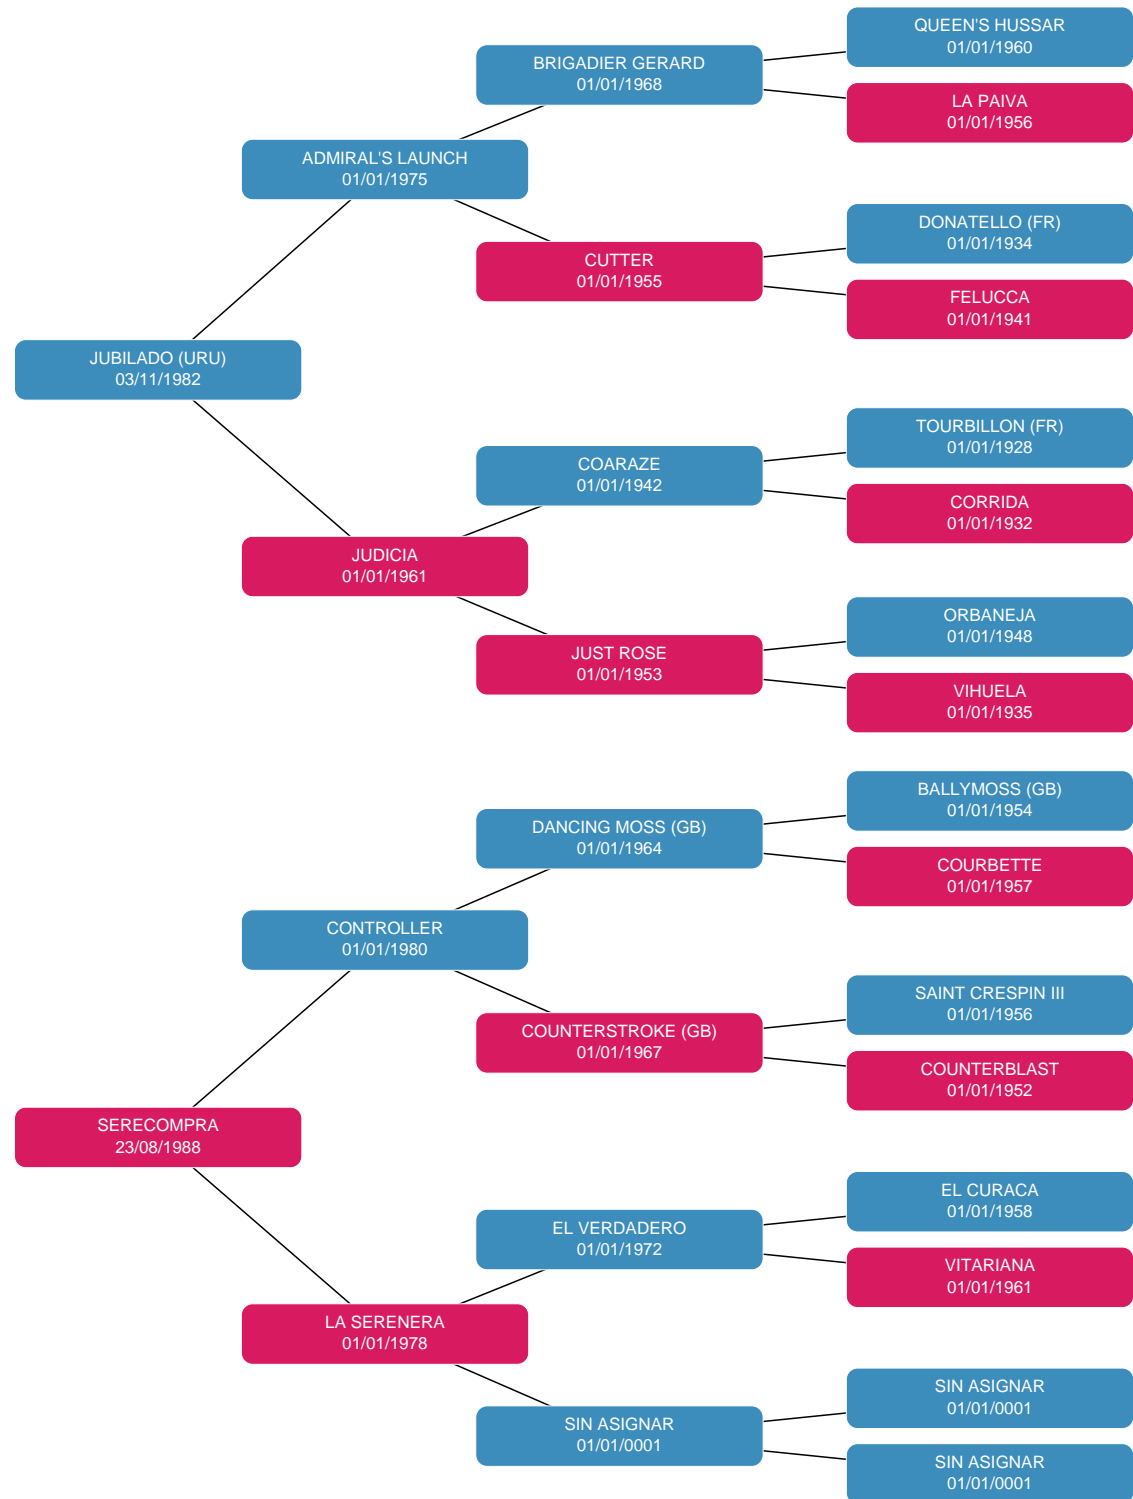 QUEEN'S HUSSAR
01/01/1960
BRIGADIER GERARD
01/01/1968
LA PAIVA
01/01/1956
ADMIRAL'S LAUNCH
01/01/1975
DONATELLO (FR)
01/01/1934
CUTTER
01/01/1955
FELUCCA
01/01/1941
JUBILADO (URU)
03/11/1982
TOURBILLON (FR)
01/01/1928
COARAZE
01/01/1942
CORRIDA
01/01/1932
JUDICIA
01/01/1961
ORBANEJA
01/01/1948
JUST ROSE
01/01/1953
VIHUELA
01/01/1935
BALLYMOSS (GB)
01/01/1954
DANCING MOSS (GB)
01/01/1964
COURBETTE
01/01/1957
CONTROLLER
01/01/1980
SAINT CRESPIN III
01/01/1956
COUNTERSTROKE (GB)
01/01/1967
COUNTERBLAST
01/01/1952
SERECOMPRA
23/08/1988
EL CURACA
01/01/1958
EL VERDADERO
01/01/1972
VITARIANA
01/01/1961
LA SERENERA
01/01/1978
SIN ASIGNAR
01/01/0001
SIN ASIGNAR
01/01/0001
SIN ASIGNAR
01/01/0001